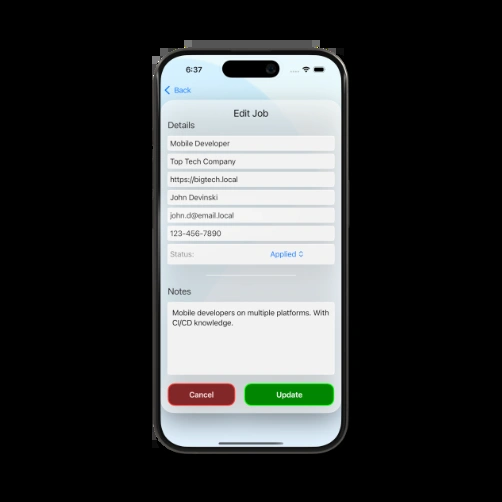 6:37
Back
Edit Job
Details
Mobile Developer
Top Tech Company
https://bigtech.local
John Devinski
john.d@email.local
123-456-7890
Status: Applied
Notes
Mobile developers on multiple platforms. With
CI/CD knowledge.
Cancel Update